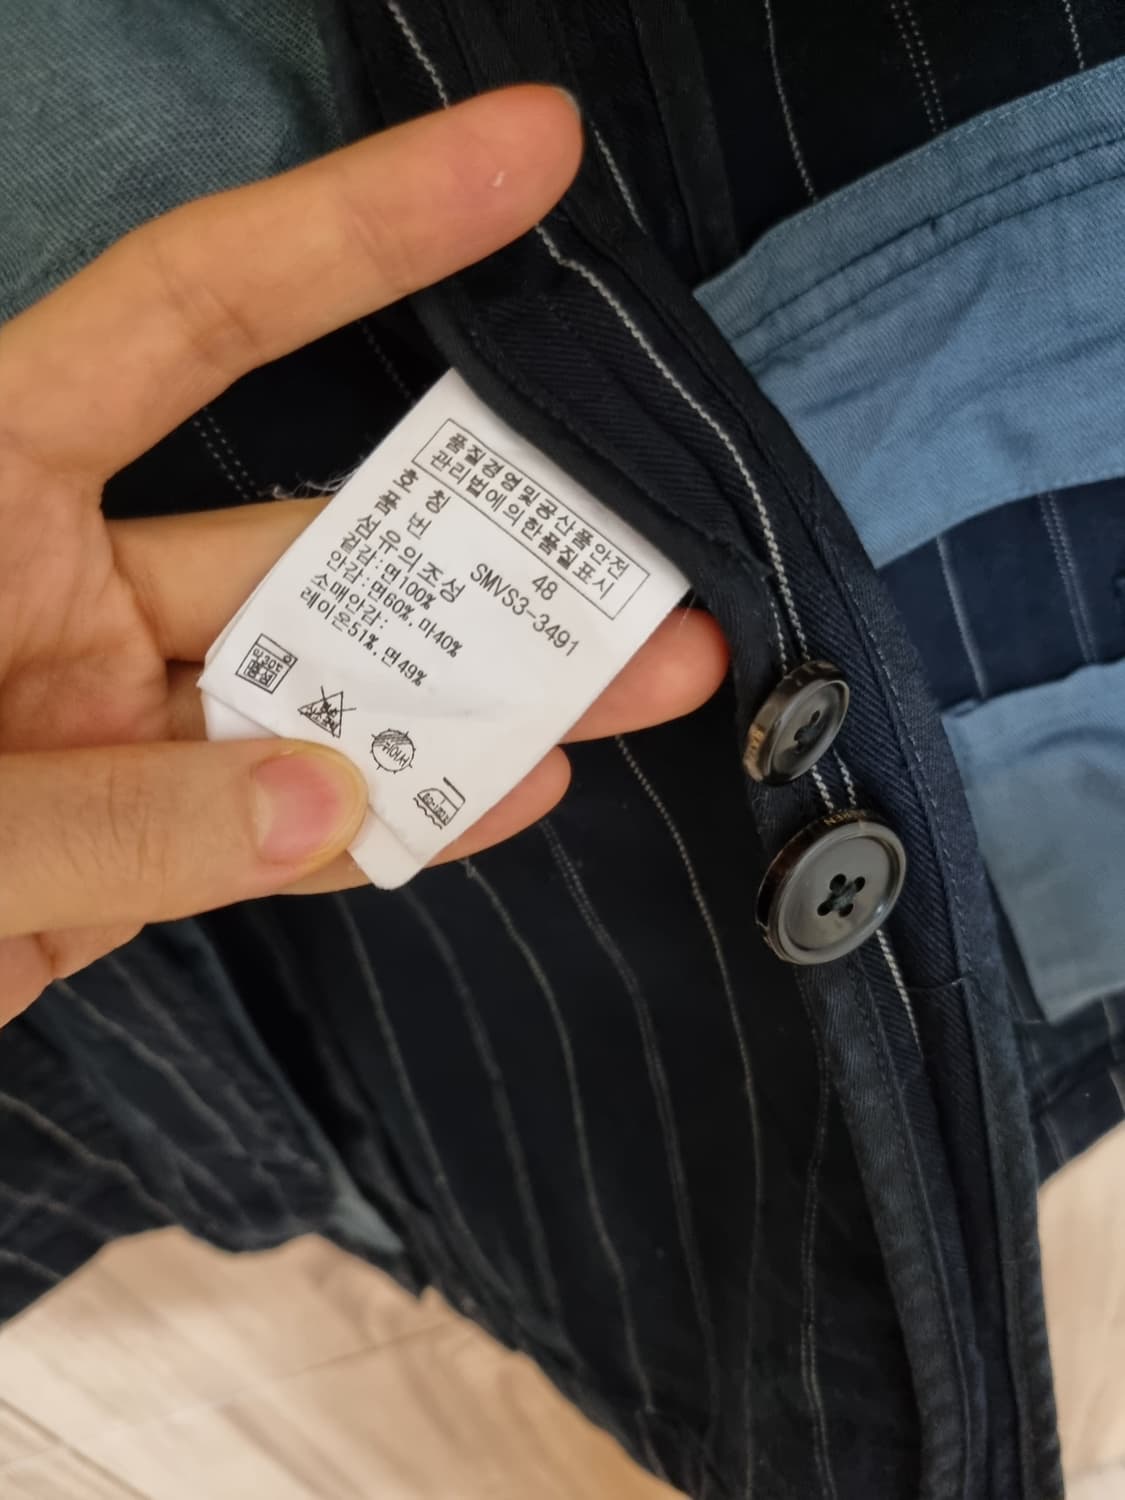 품질경영및공산품안전
관리법에의한품질표시
호 칭 48
품 번 SMVS3-3491
섬유의조성
겉감:면100%
안감:면60%, 마40%
소매안감:
레이온51%, 면49%